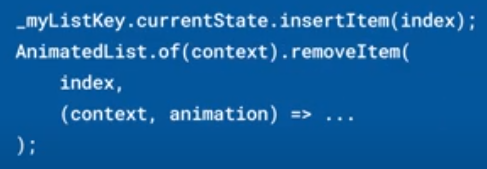 _myListKey.currentState.insertItem(index);
AnimatedList.of(context).removeItem(
    index,
    (context, animation) => ...
);